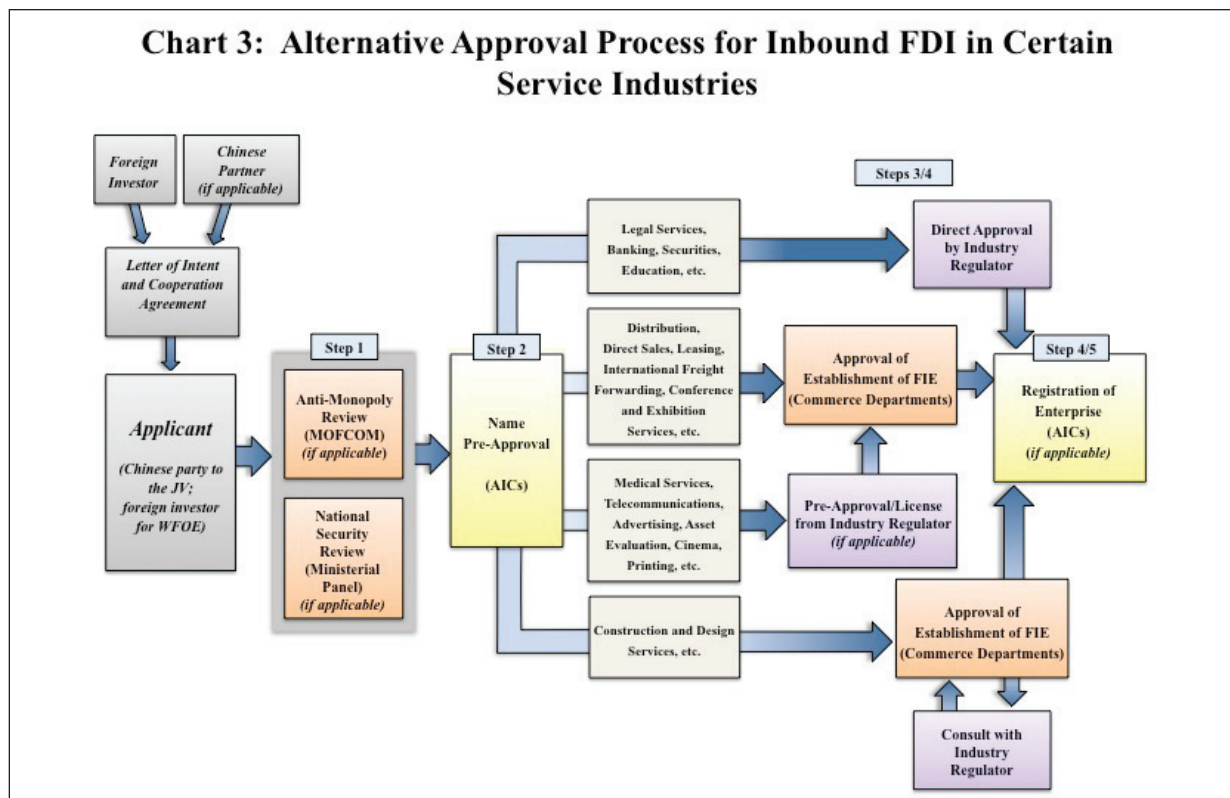 Chart 3:  Alternative Approval Process for Inbound FDI in Certain
Service Industries
Foreign
Investor
Chinese
Partner
(if applicable)
Letter of Intent
and Cooperation
Agreement
Applicant
(Chinese party to
the JV;
foreign investor
for WFOE)
Step 1
Anti-Monopoly
Review
(MOFCOM)
(if applicable)
National
Security
Review
(Ministerial
Panel)
(if applicable)
Step 2
Name
Pre-Approval
(AICs)
Legal Services,
Banking, Securities,
Education, etc.
Distribution,
Direct Sales, Leasing,
International Freight
Forwarding, Conference
and Exhibition
Services, etc.
Medical Services,
Telecommunications,
Advertising, Asset
Evaluation, Cinema,
Printing, etc.
Construction and Design
Services, etc.
Steps 3/4
Direct Approval
by Industry
Regulator
Approval of
Establishment of FIE
(Commerce Departments)
Pre-Approval/License
from Industry Regulator
(if applicable)
Step 4/5
Registration of
Enterprise
(AICs)
(if applicable)
Approval of
Establishment of FIE
(Commerce Departments)
Consult with
Industry
Regulator